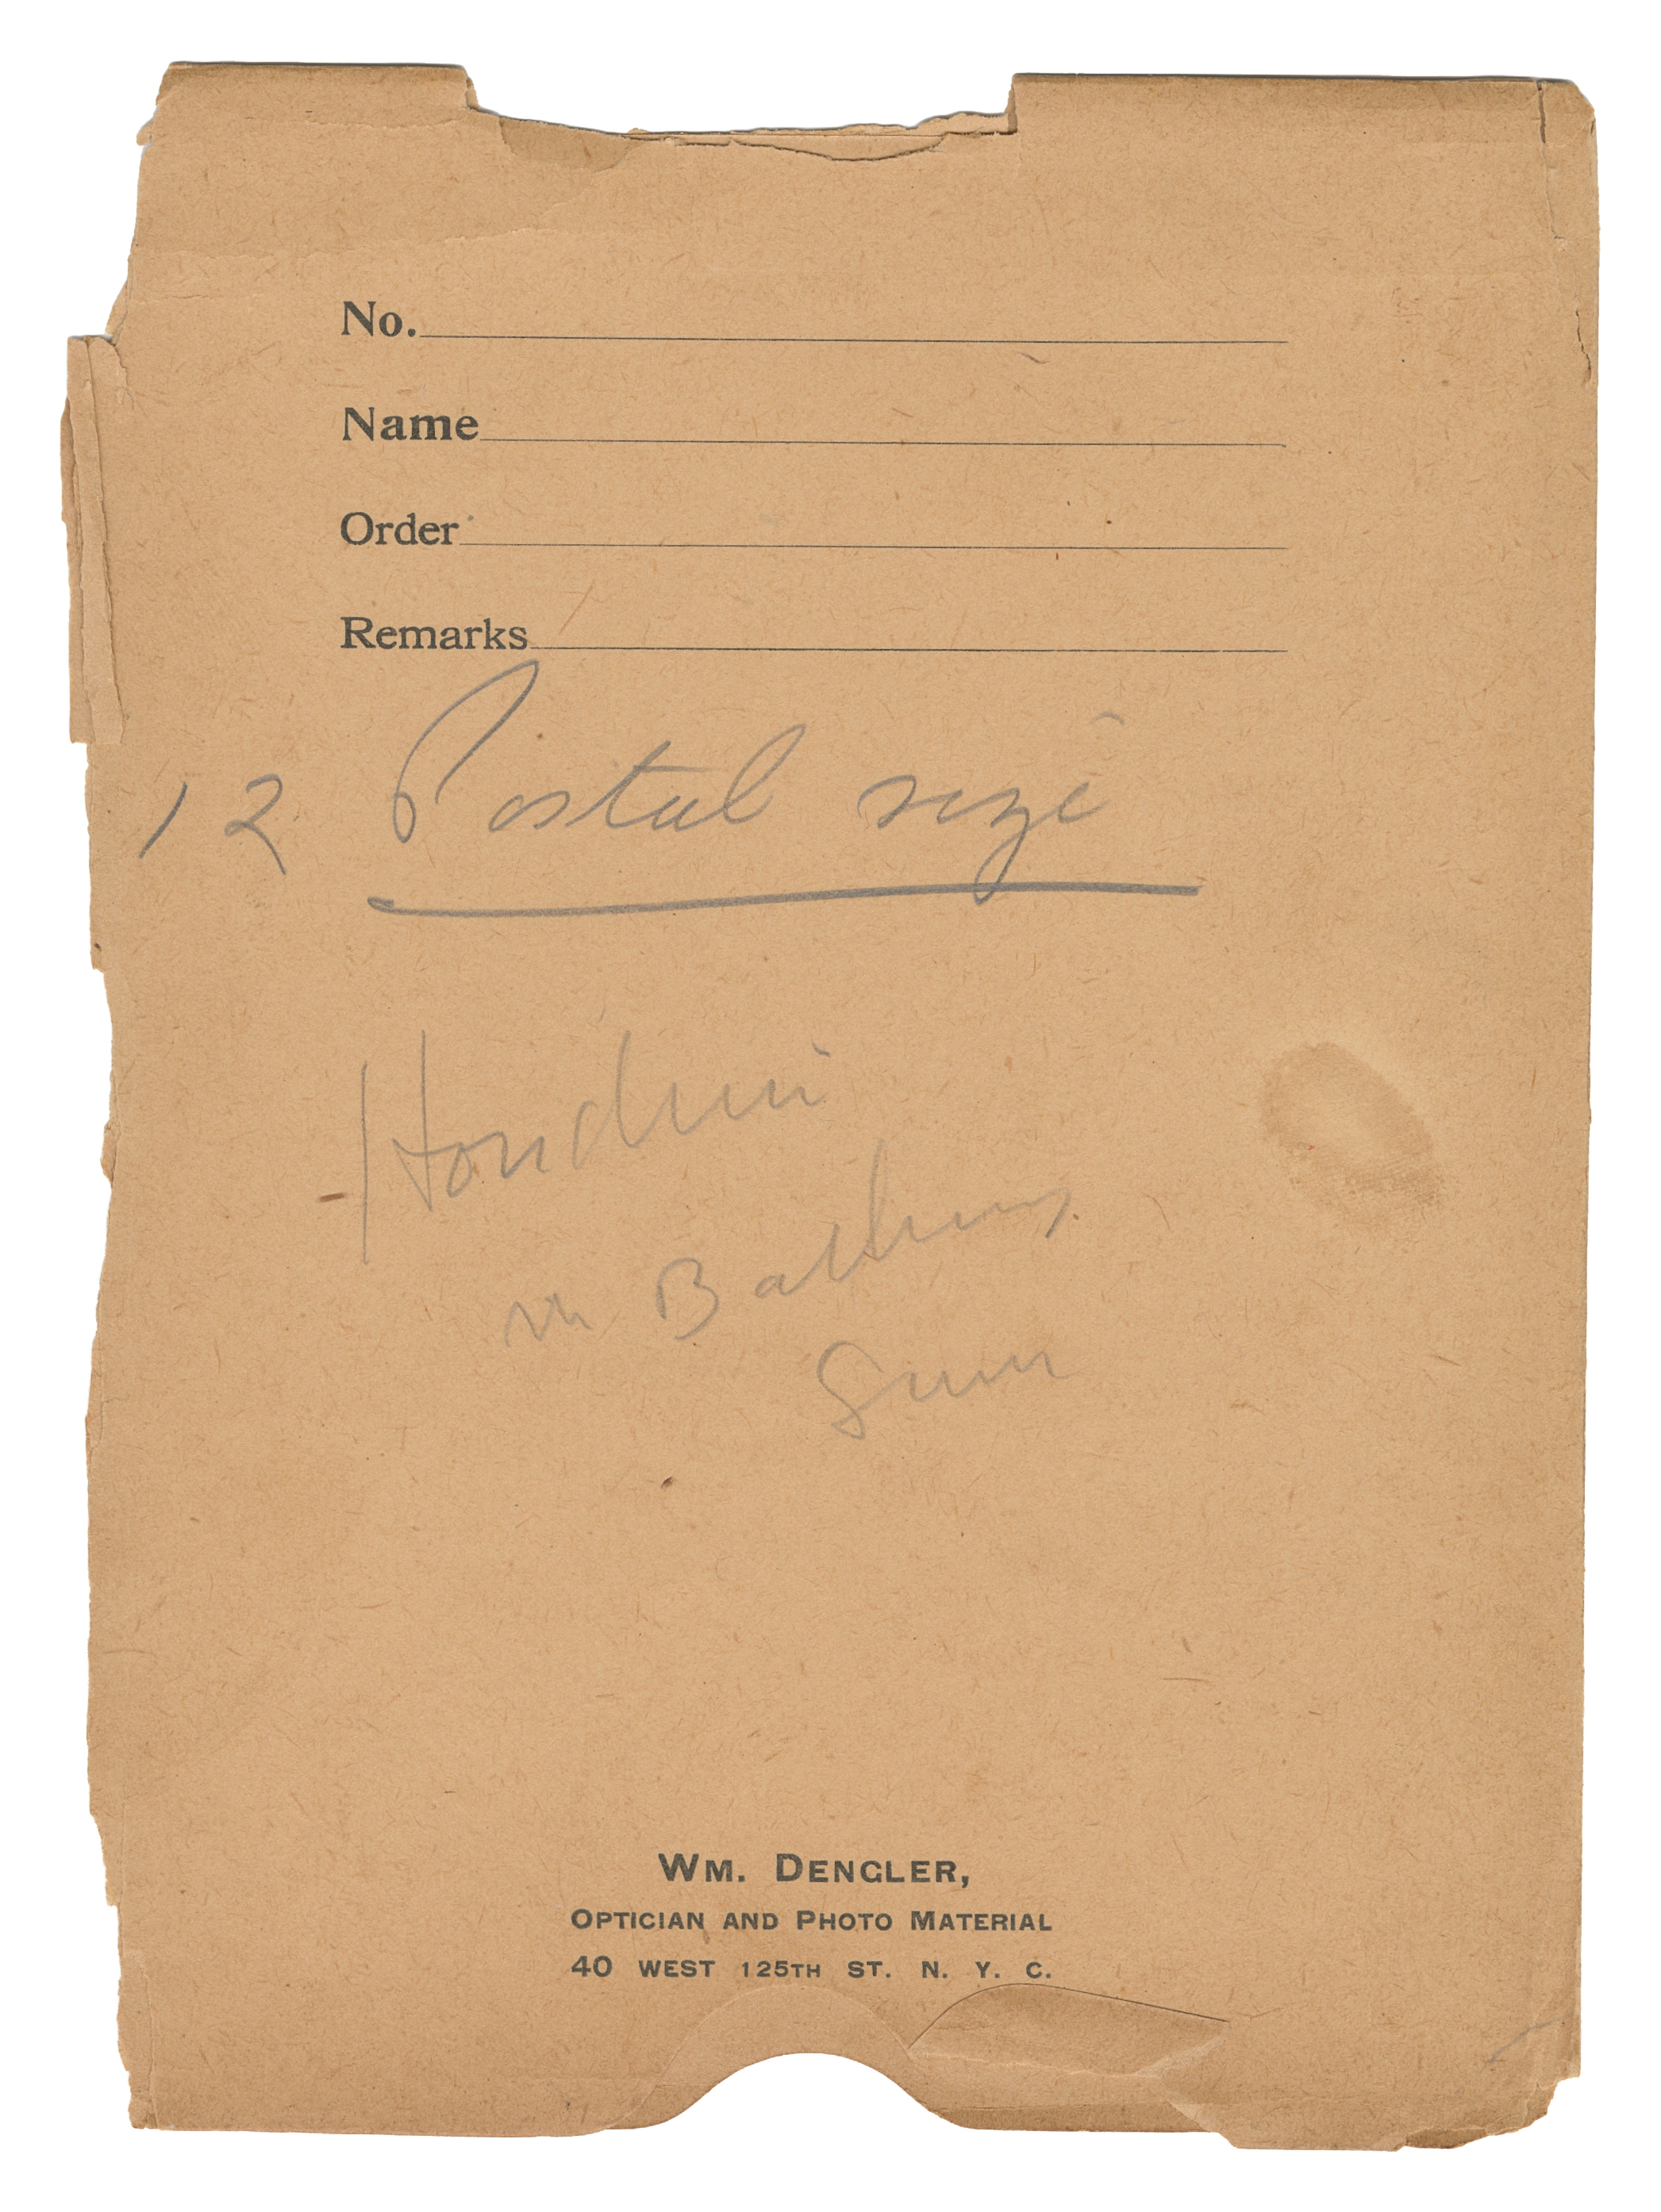 No.
Name
Order
Remarks
12 Postal size
Houdini
in Bathing
Suit
WM. DENGLER,
OPTICIAN AND PHOTO MATERIAL
40 WEST 125TH ST. N. Y. C.